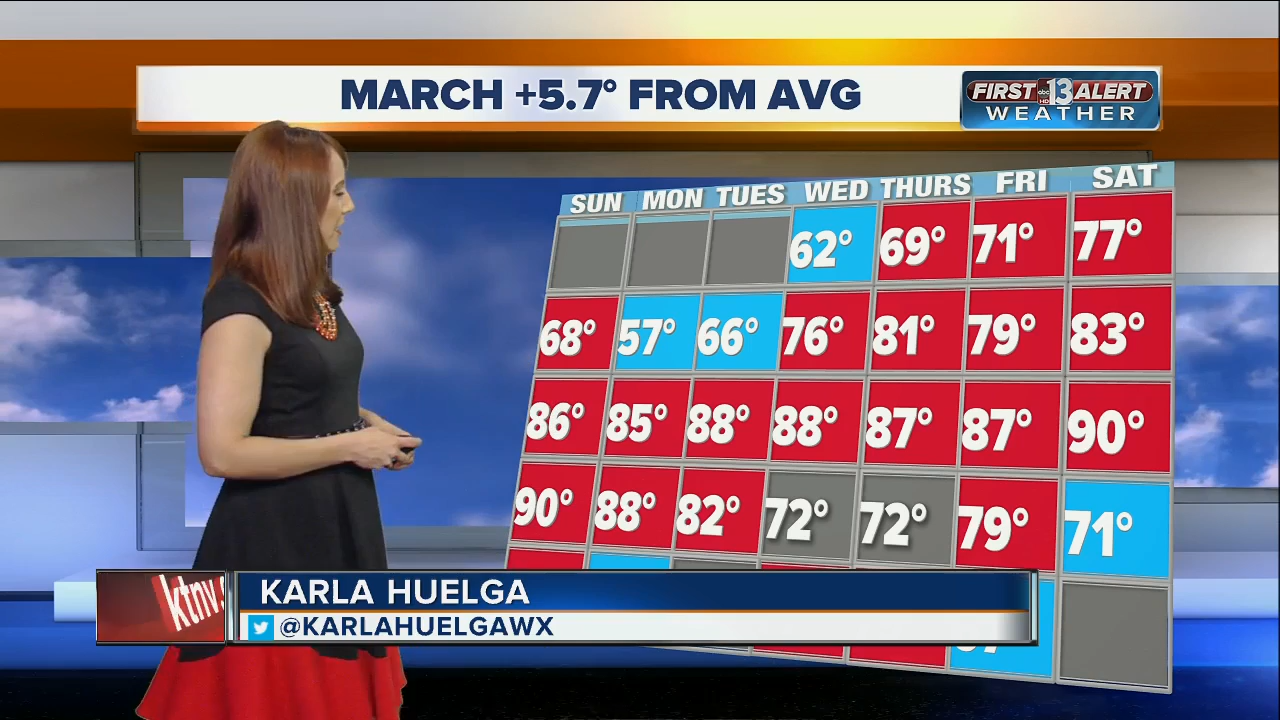 MARCH +5.7° FROM AVG
FIRST abc 13 HD ALERT
WEATHER
SUN MON TUES WED THURS FRI SAT
62° 69° 71° 77°
68° 57° 66° 76° 81° 79° 83°
86° 85° 88° 88° 87° 87° 90°
90° 88° 82° 72° 72° 79° 71°
KARLA HUELGA
@KARLAHUELGAWX